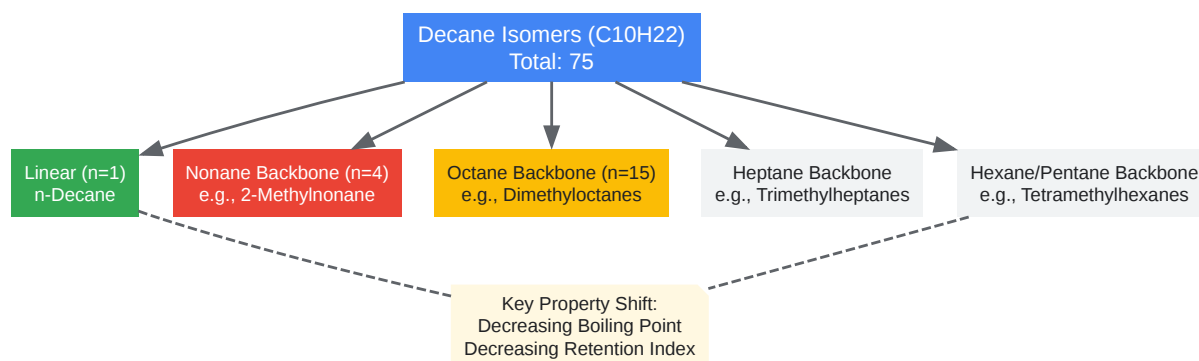 Decane Isomers (C10H22)
Total: 75
Linear (n=1)
n-Decane
Nonane Backbone (n=4)
e.g., 2-Methylnonane
Octane Backbone (n=15)
e.g., Dimethyloctanes
Heptane Backbone
e.g., Trimethylheptanes
Hexane/Pentane Backbone
e.g., Tetramethylhexanes
Key Property Shift:
Decreasing Boiling Point
Decreasing Retention Index